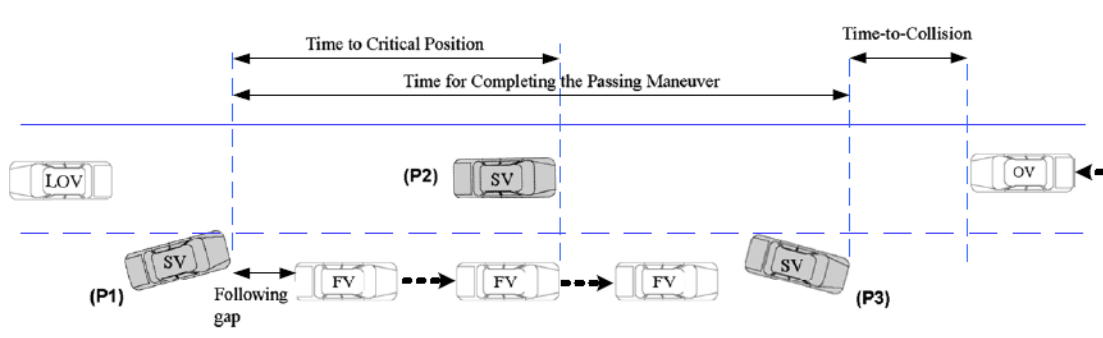 Time-to-Collision
Time to Critical Position
Time for Completing the Passing Maneuver
LOV
(P2)
SV
OV
SV
FV
FV
FV
SV
(P1)
Following
gap
(P3)